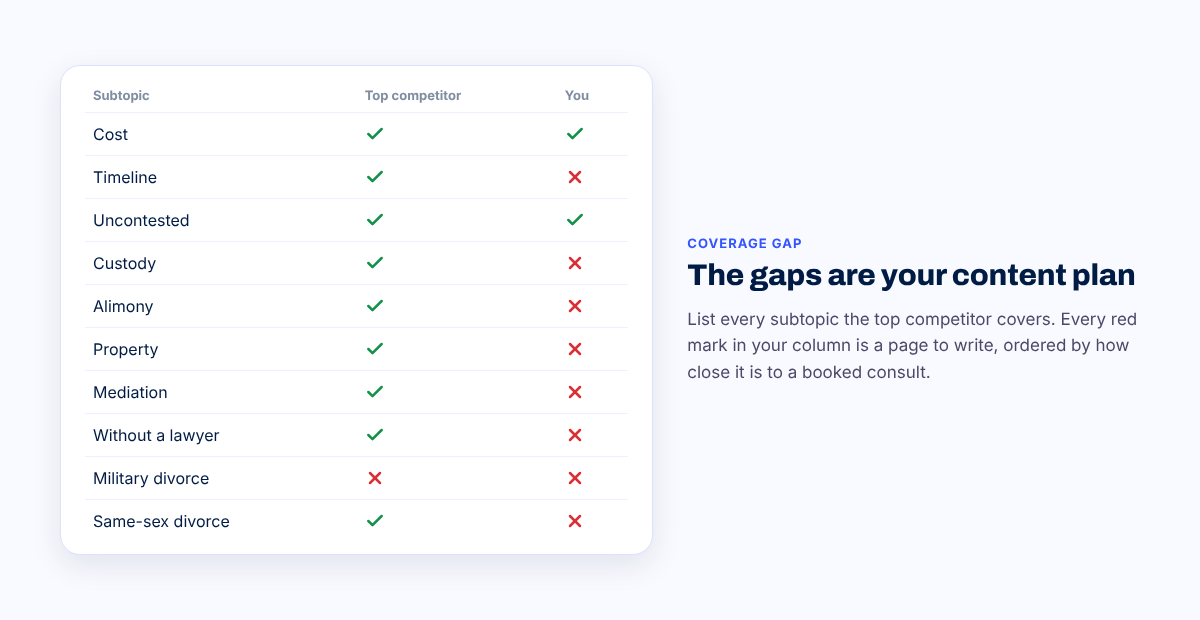 Subtopic Top competitor You
Cost
Timeline
Uncontested
Custody
Alimony
Property
Mediation
Without a lawyer
Military divorce
Same-sex divorce
COVERAGE GAP
The gaps are your content plan
List every subtopic the top competitor covers. Every red
mark in your column is a page to write, ordered by how
close it is to a booked consult.